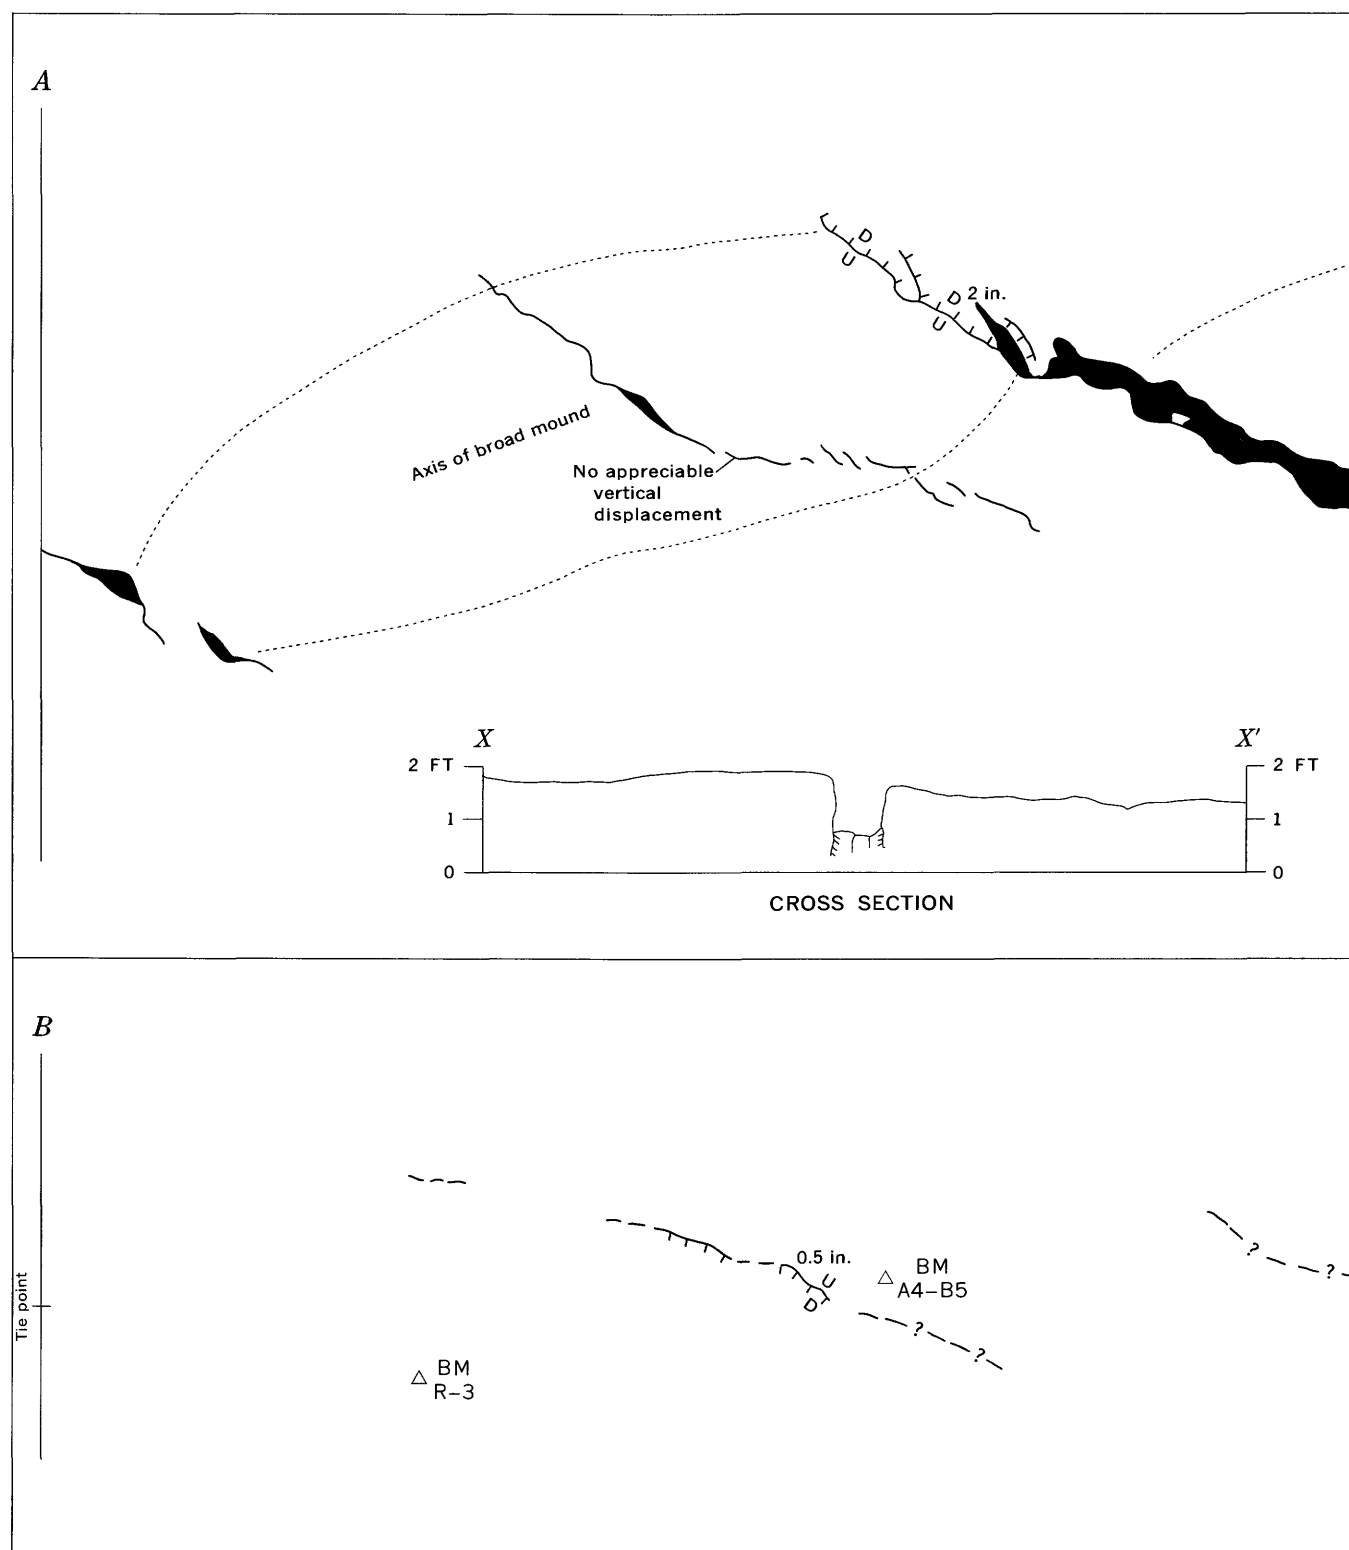 A
D
U
D 2 in.
U
Axis of broad mound
No appreciable
vertical
displacement
X
X'
2 FT
2 FT
1
1
0
0
CROSS SECTION
B
0.5 in.
U
D
BM
A4–B5
?
?
?
?
Tie point
BM
R–3